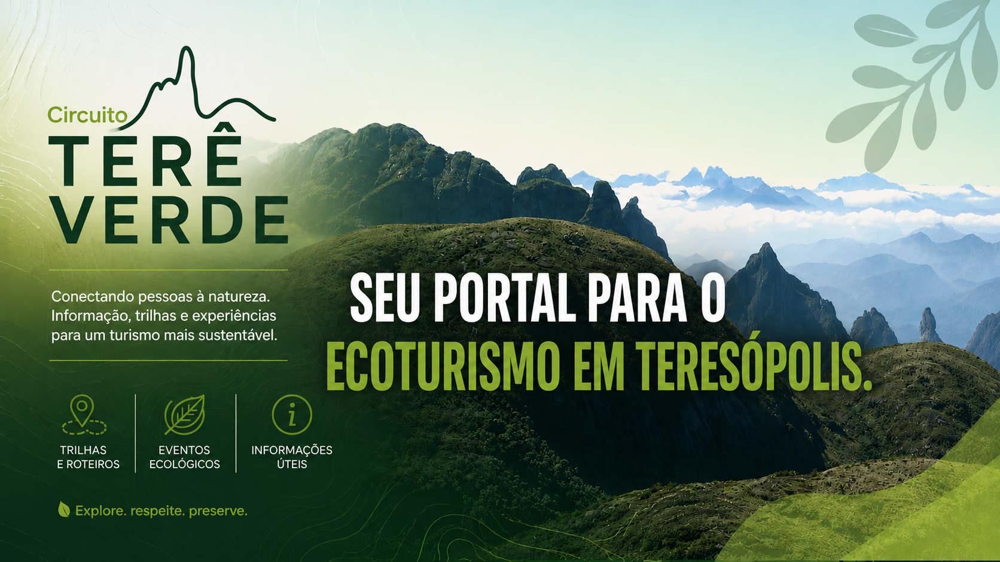 Circuito
TERÊ
VERDE
Conectando pessoas à natureza.
Informação, trilhas e experiências
para um turismo mais sustentável.
TRILHAS
E ROTEIROS
EVENTOS
ECOLÓGICOS
INFORMAÇÕES
ÚTEIS
Explore. respeite. preserve.
SEU PORTAL PARA O
ECOTURISMO EM TERESÓPOLIS.